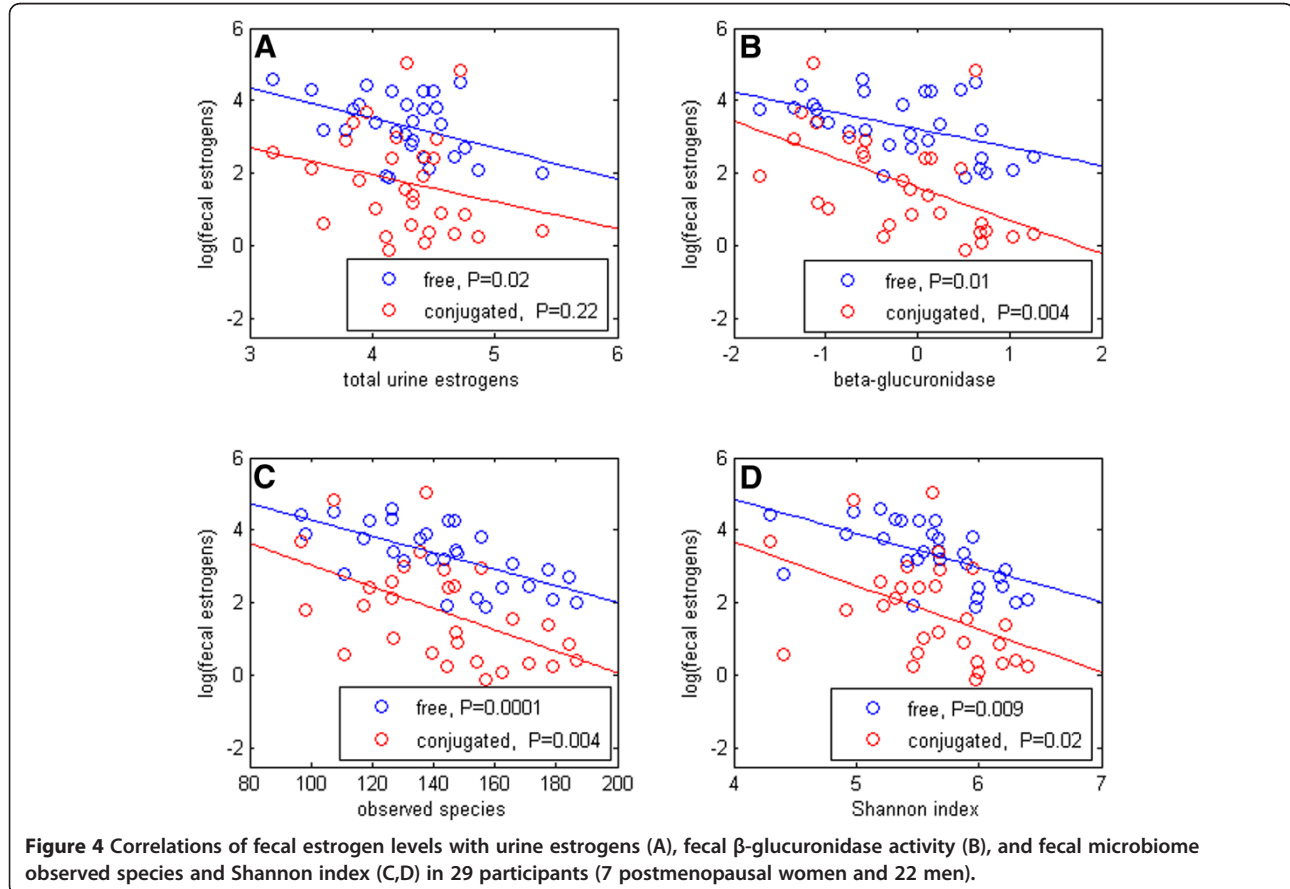 A
6
4
2
0
-2
log(fecal estrogens)
free, P=0.02
conjugated, P=0.22
3 4 5 6
total urine estrogens
B
6
4
2
0
-2
log(fecal estrogens)
free, P=0.01
conjugated, P=0.004
-2 -1 0 1 2
beta-glucuronidase
C
6
4
2
0
-2
log(fecal estrogens)
free, P=0.0001
conjugated, P=0.004
80 100 120 140 160 180 200
observed species
D
6
4
2
0
-2
log(fecal estrogens)
free, P=0.009
conjugated, P=0.02
4 5 6 7
Shannon index
Figure 4 Correlations of fecal estrogen levels with urine estrogens (A), fecal β-glucuronidase activity (B), and fecal microbiome
observed species and Shannon index (C,D) in 29 participants (7 postmenopausal women and 22 men).